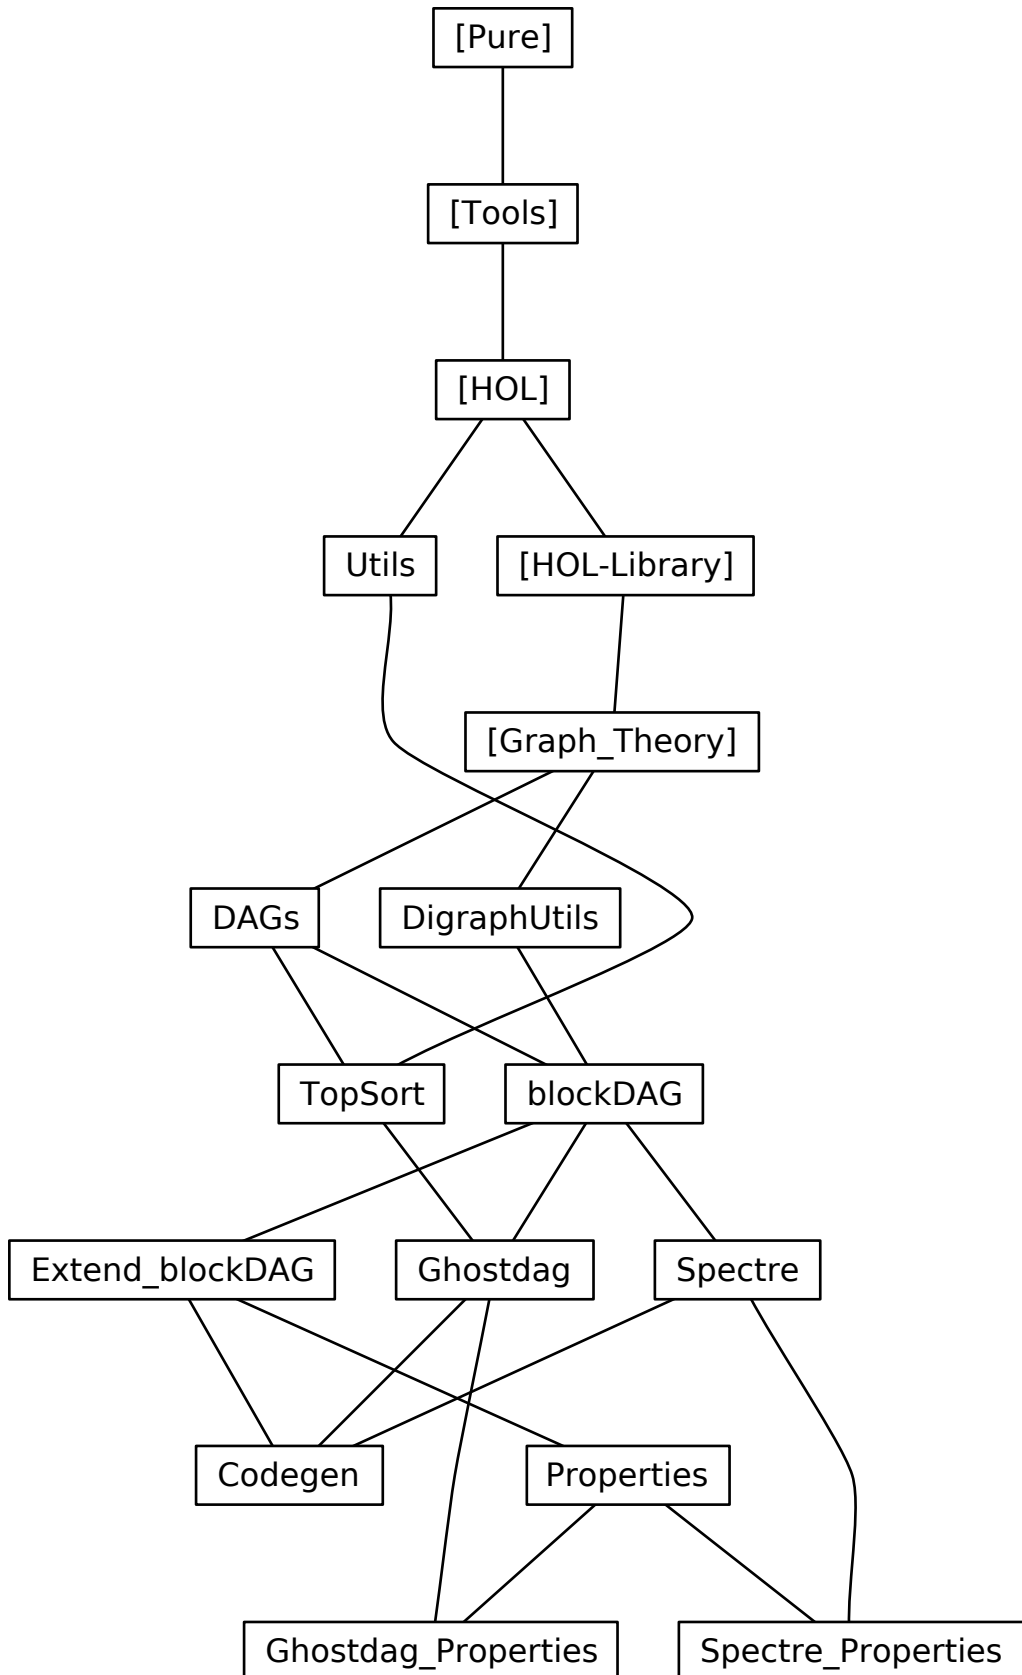 [Pure]
[Tools]
[HOL]
Utils
[HOL-Library]
[Graph_Theory]
DAGs
DigraphUtils
TopSort
blockDAG
Extend_blockDAG
Ghostdag
Spectre
Codegen
Properties
Ghostdag_Properties
Spectre_Properties